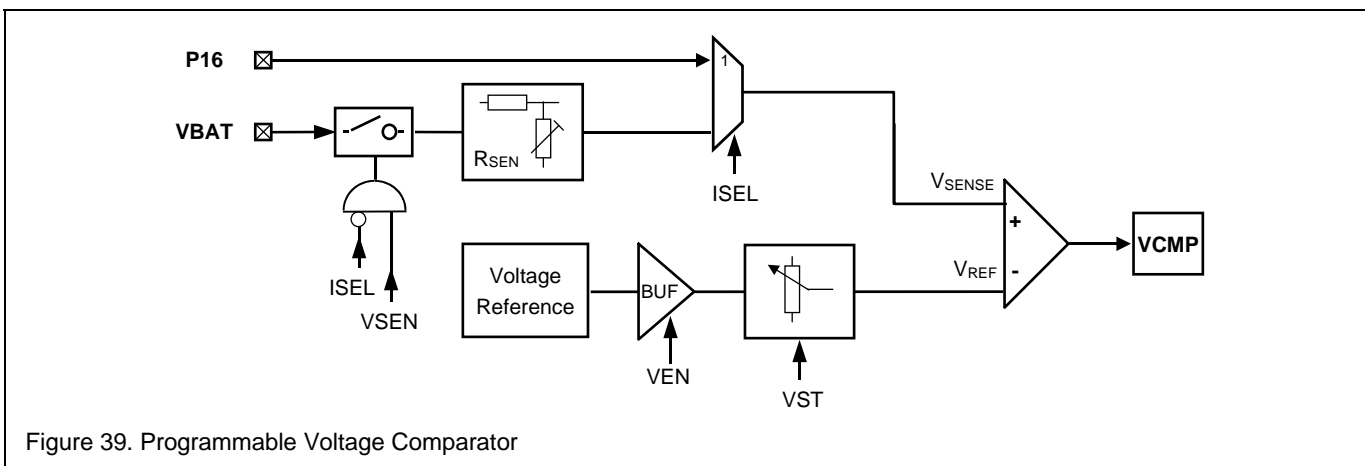 P16
1
VBAT
RSEN
ISEL
VSENSE
+
VCMP
ISEL
VSEN
Voltage
Reference
BUF
VREF
-
VEN
VST
Figure 39. Programmable Voltage Comparator